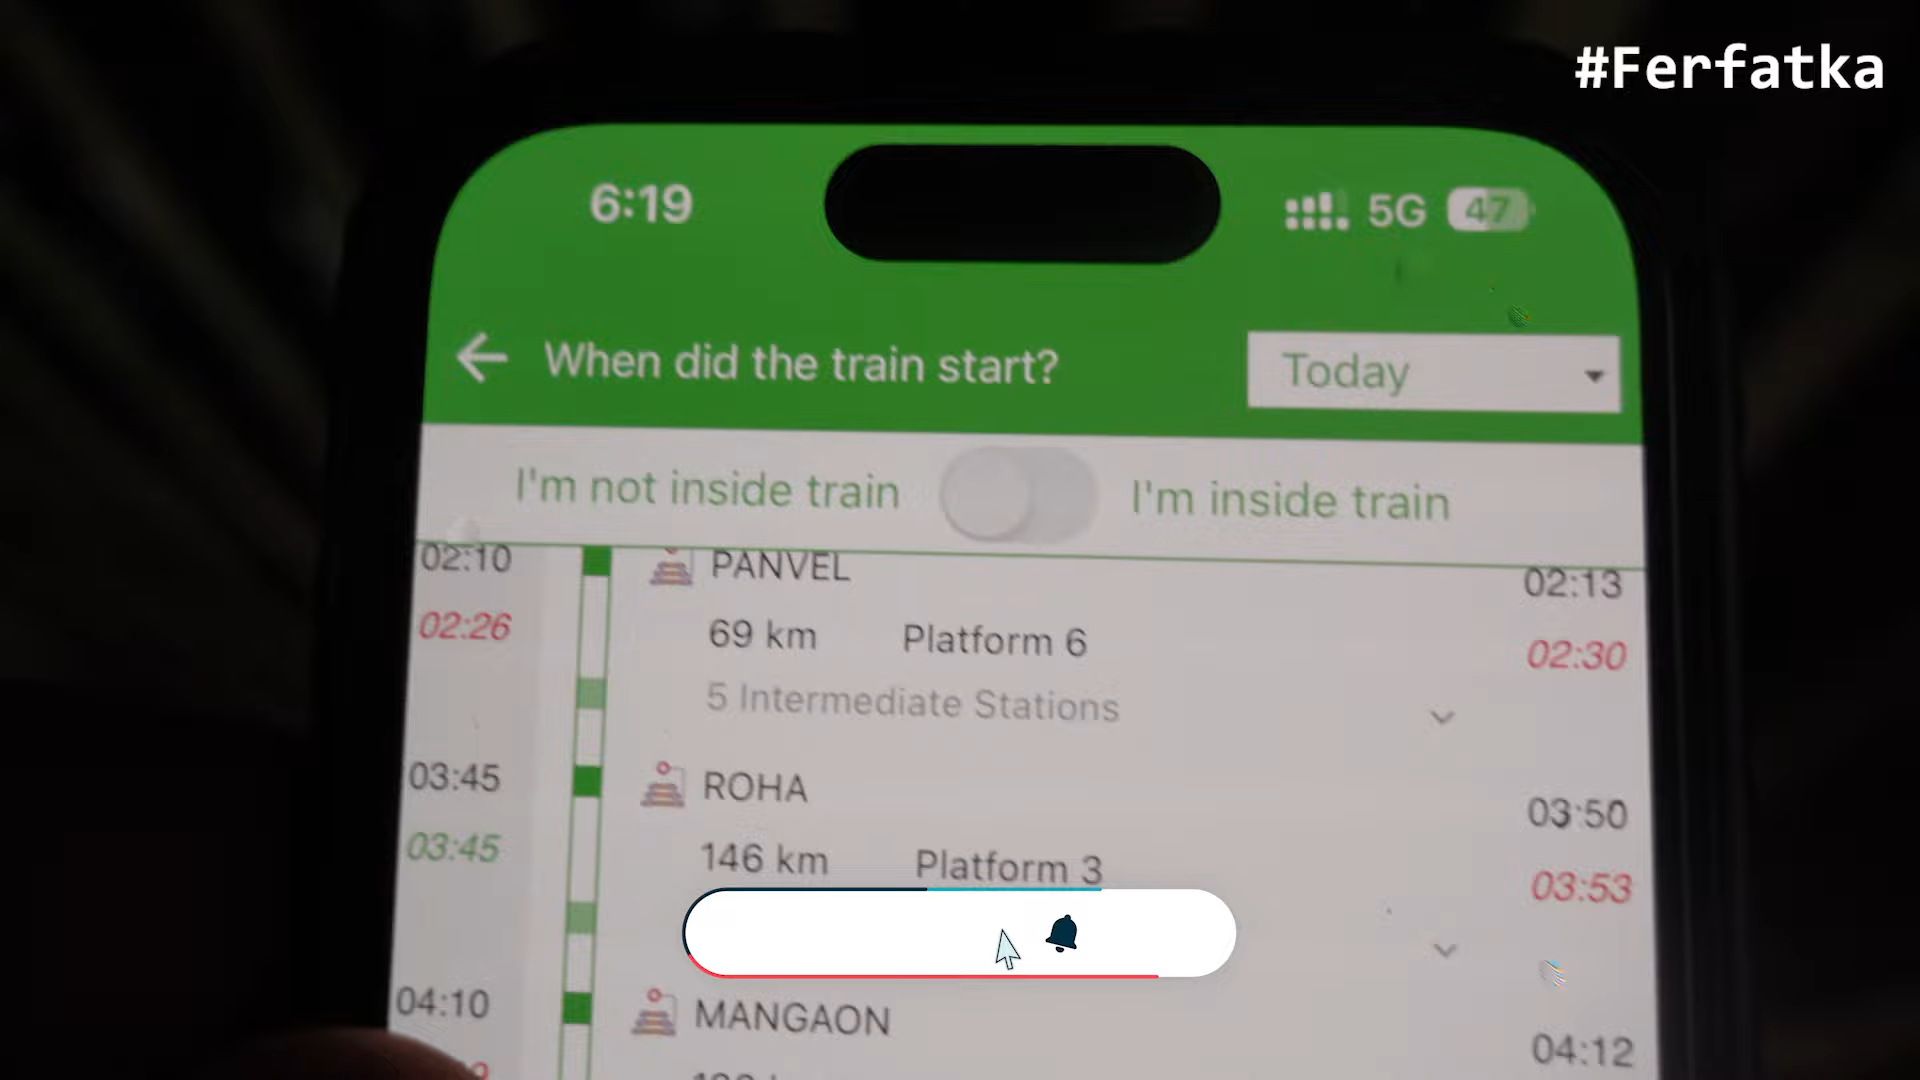 #Ferfatka
6:19 5G 47
When did the train start? Today
I'm not inside train I'm inside train
02:10 PANVEL 02:13
02:26 69 km Platform 6 02:30
5 Intermediate Stations
03:45 ROHA 03:50
03:45 146 km Platform 3 03:53
04:10 MANGAON 04:12